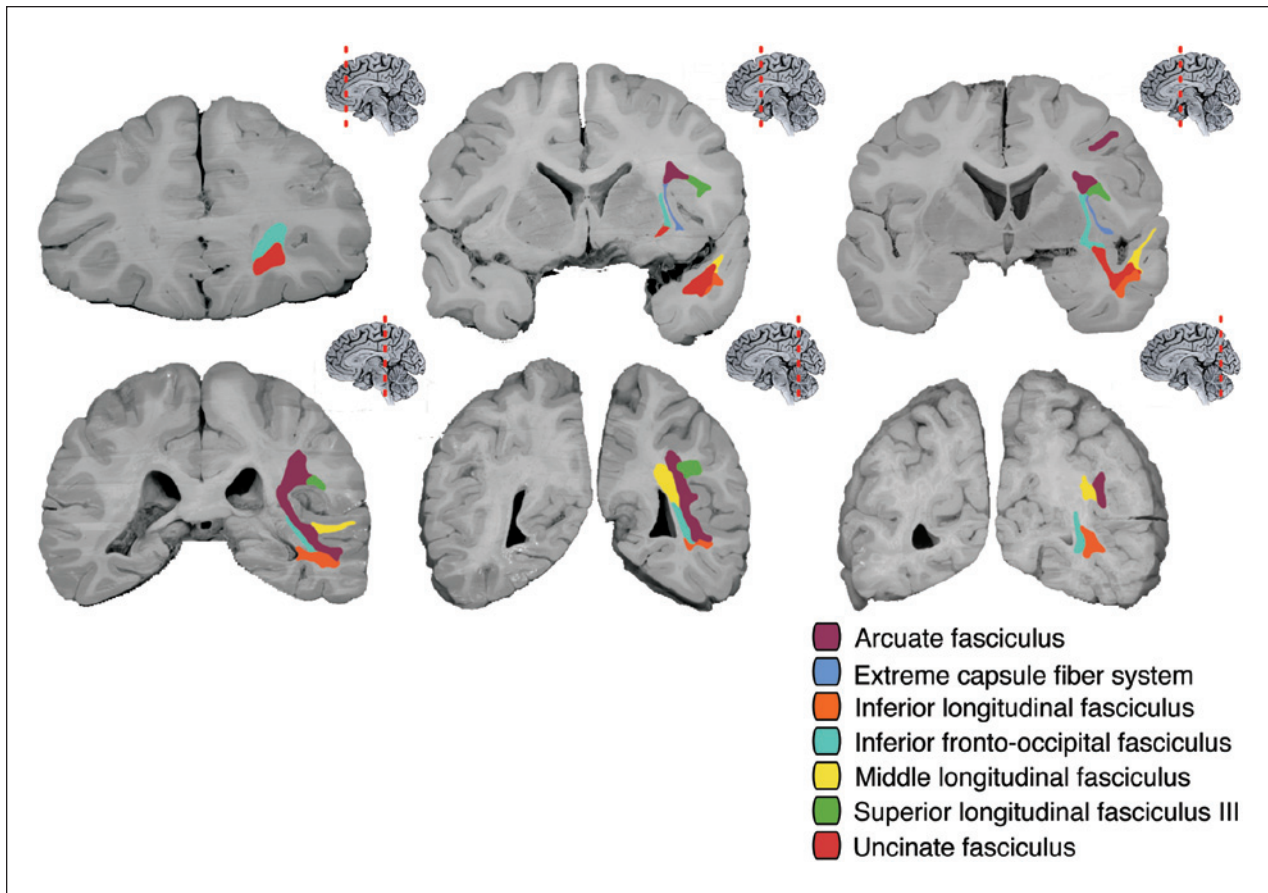 Arcuate fasciculus
Extreme capsule fiber system
Inferior longitudinal fasciculus
Inferior fronto-occipital fasciculus
Middle longitudinal fasciculus
Superior longitudinal fasciculus III
Uncinate fasciculus